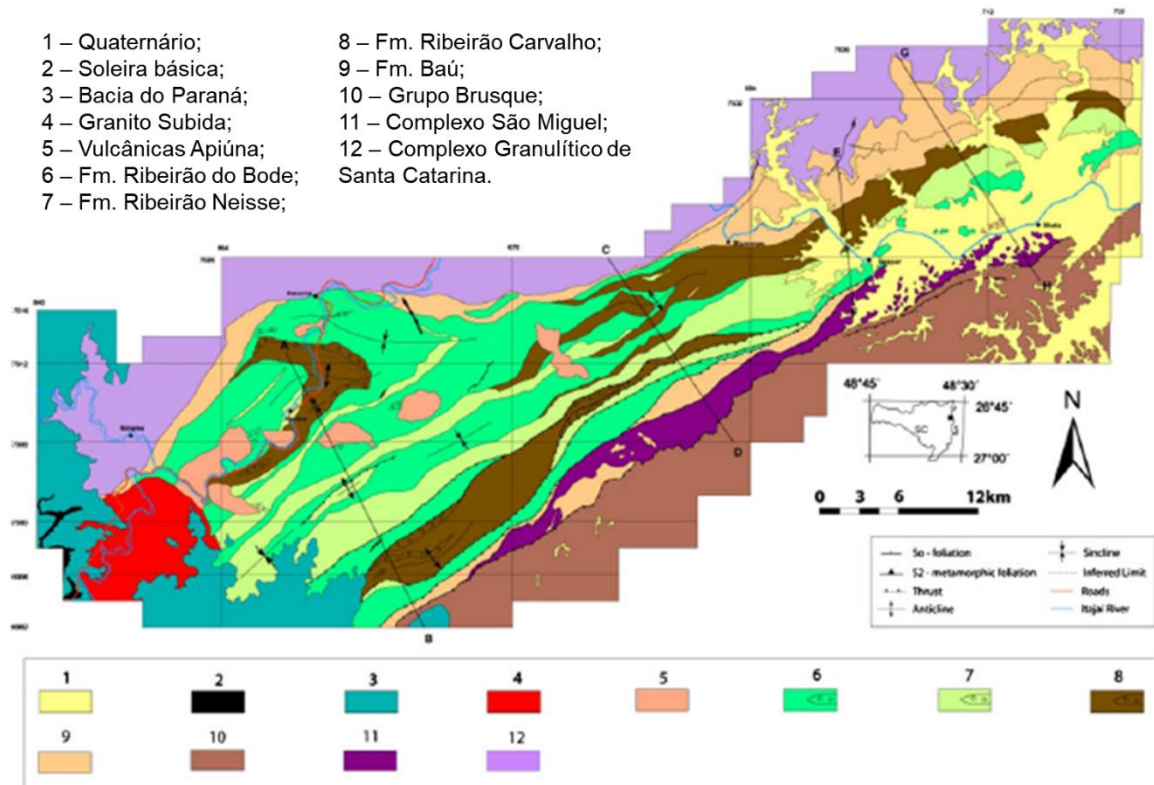 1 – Quaternário;
2 – Soleira básica;
3 – Bacia do Paraná;
4 – Granito Subida;
5 – Vulcânicas Apiúna;
6 – Fm. Ribeirão do Bode;
7 – Fm. Ribeirão Neisse;
8 – Fm. Ribeirão Carvalho;
9 – Fm. Baú;
10 – Grupo Brusque;
11 – Complexo São Miguel;
12 – Complexo Granulítico de
Santa Catarina.
G
E
C
A
H
D
B
48°45'
48°30'
26°45'
27°00'
SC
N
0 3 6 12km
So - foliation
S2 - metamorphic foliation
Thrust
Anticline
Sincline
Inferred Limit
Roads
Itajaí River
1 2 3 4 5 6 7 8
9 10 11 12